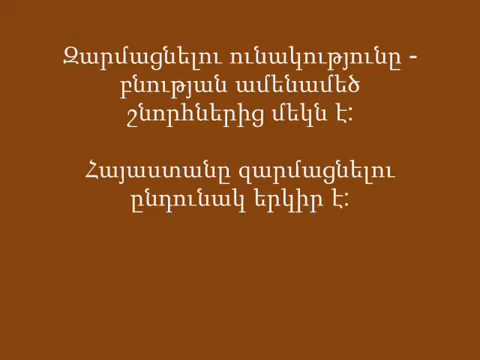 Զարմացնելու ունակությունը -
բնության ամենամեծ
շնորհներից մեկն է:
Հայաստանը զարմացնելու
ընդունակ երկիր է: